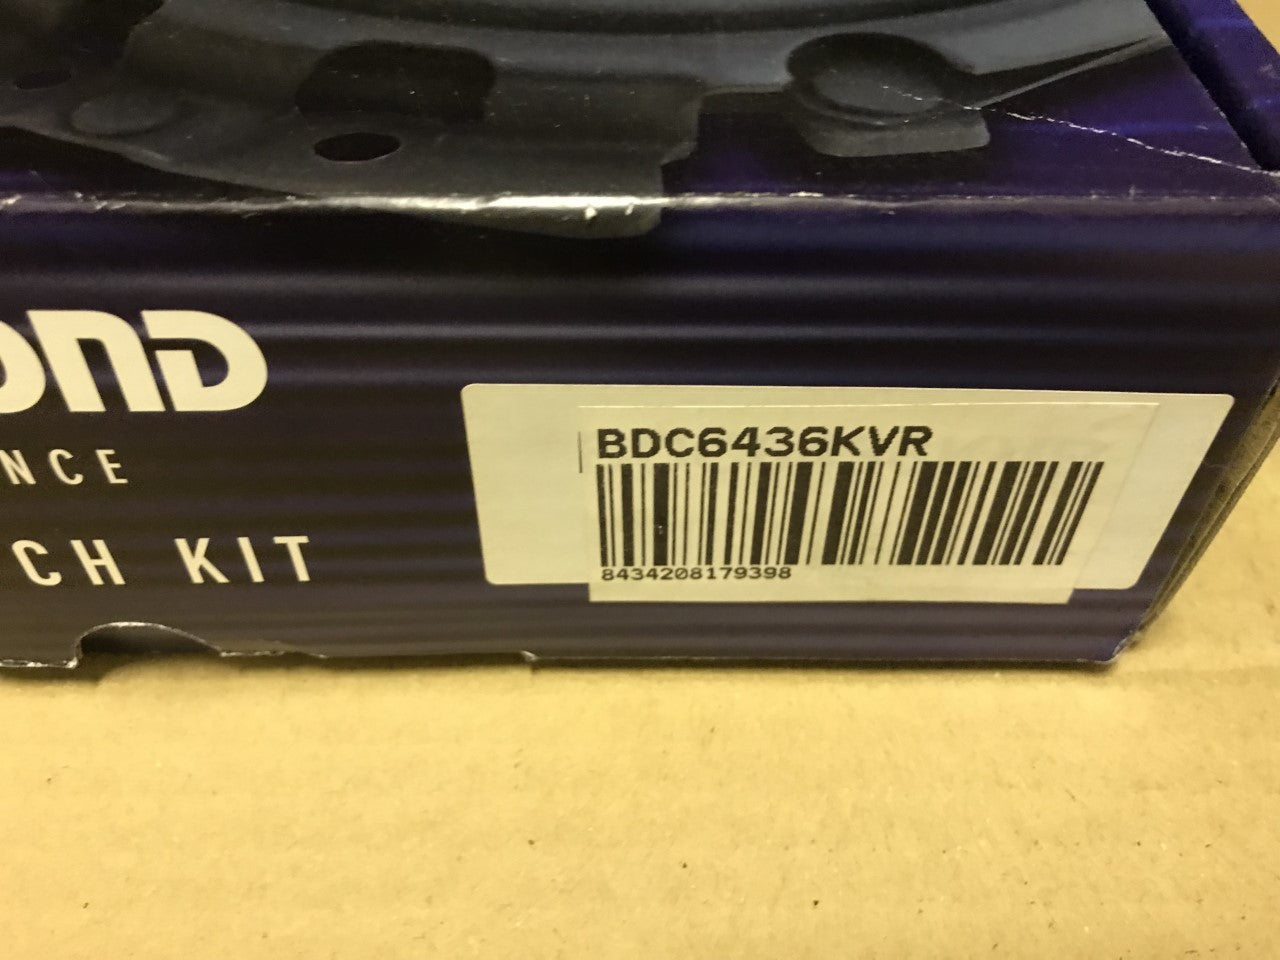 OND
NCE
CH KIT
BDC6436KVR
8434208179398